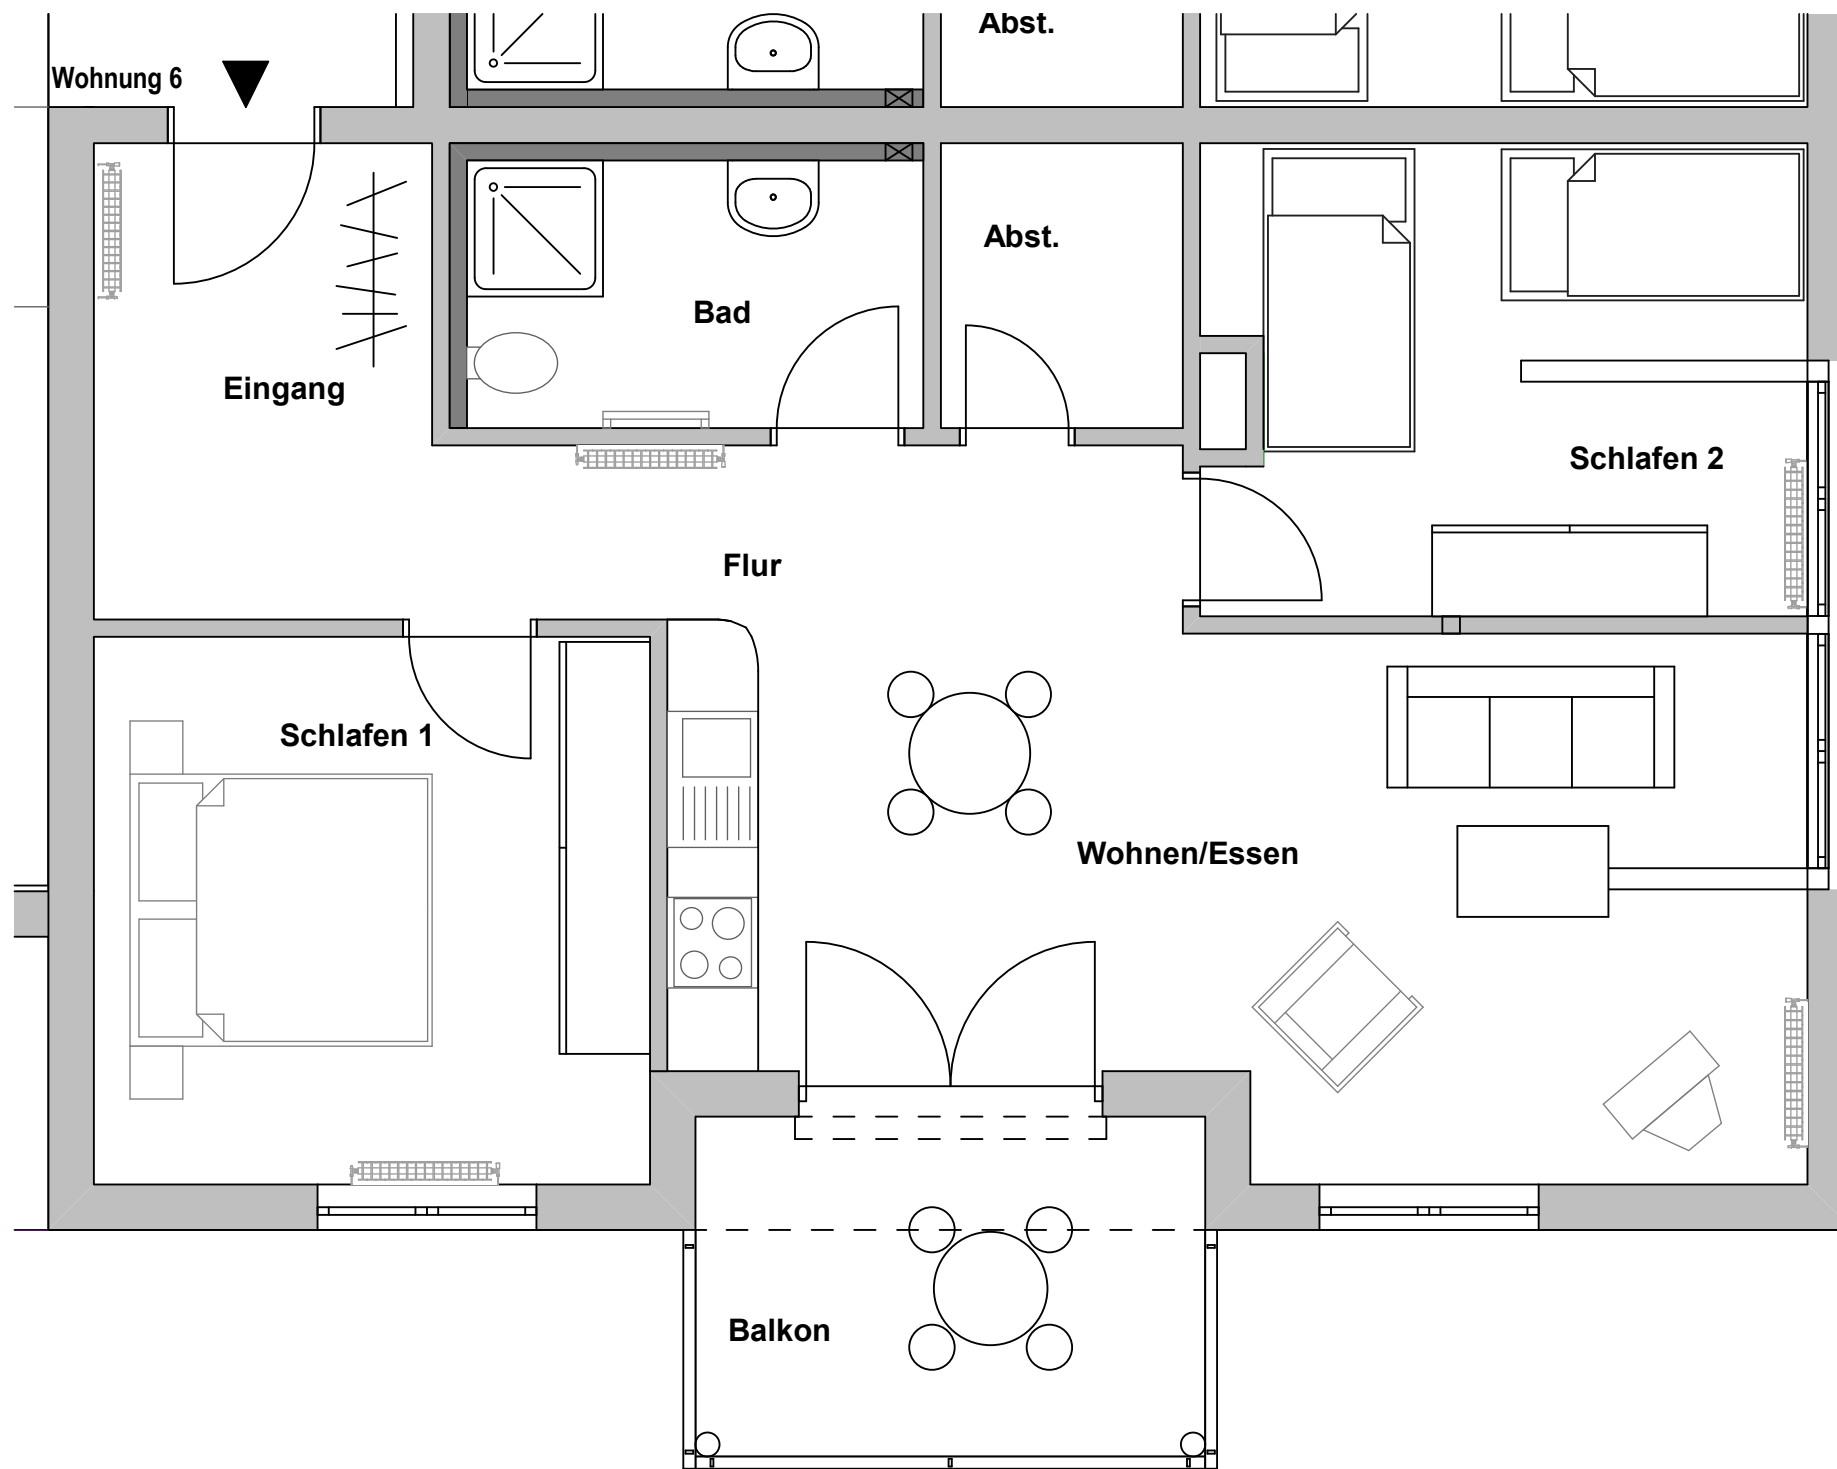 Abst.
Wohnung 6
Abst.
Bad
Eingang
Schlafen 2
Flur
Schlafen 1
Wohnen/Essen
Balkon